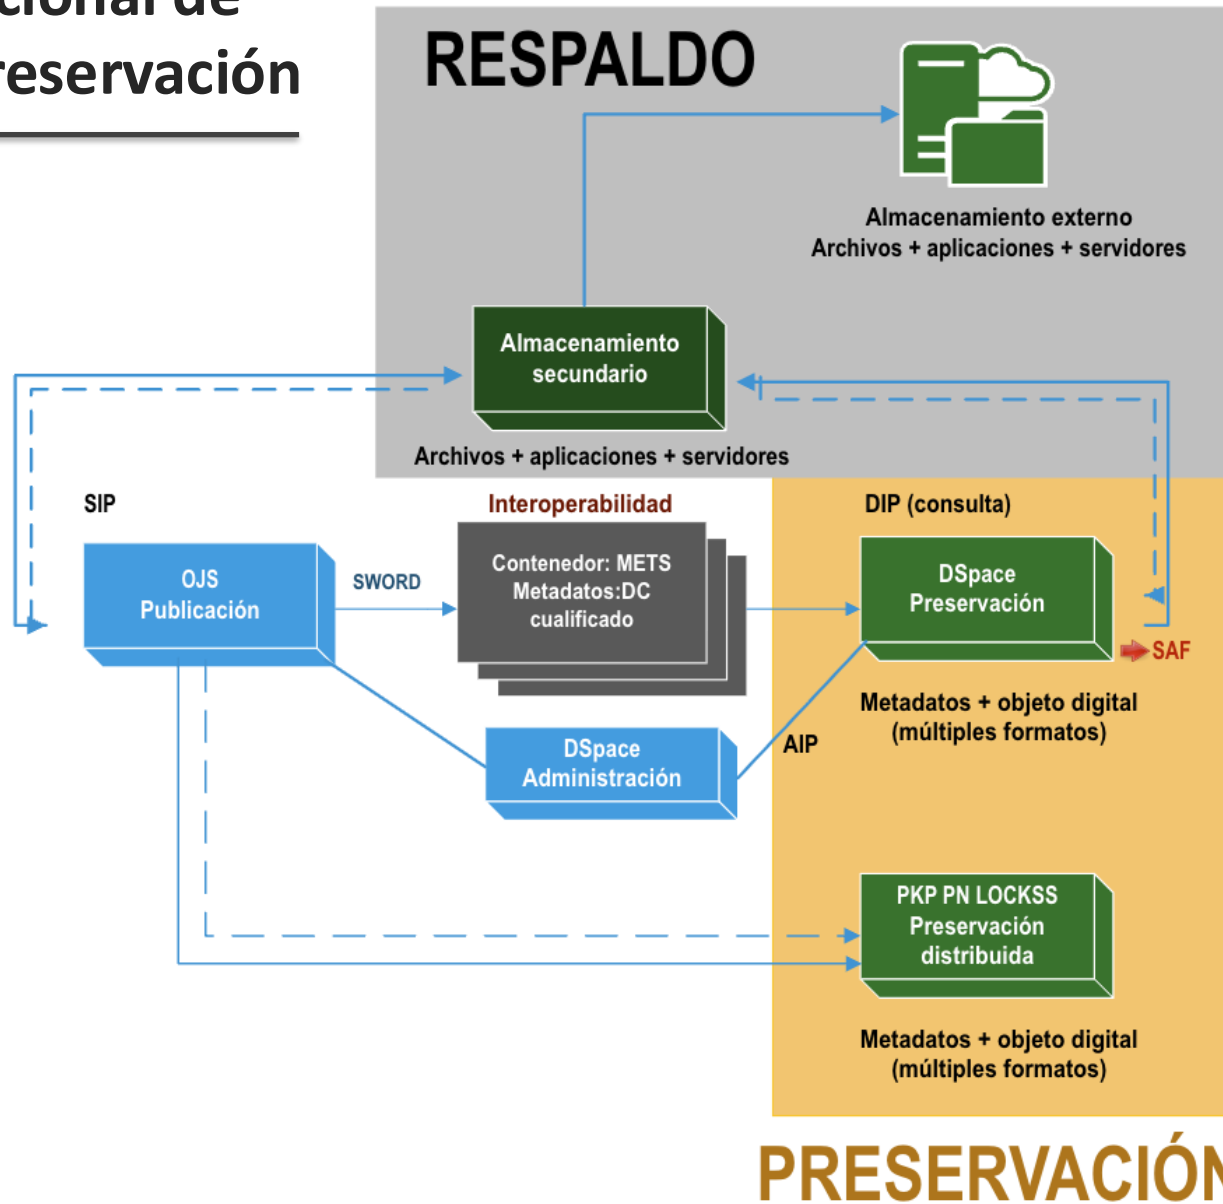 cional de
reservación
RESPALDO
Almacenamiento externo
Archivos + aplicaciones + servidores
Almacenamiento
secundario
Archivos + aplicaciones + servidores
SIP
Interoperabilidad
DIP (consulta)
OJS
Publicación
SWORD
Contenedor: METS
Metadatos:DC
cualificado
DSpace
Preservación
SAF
Metadatos + objeto digital
(múltiples formatos)
AIP
DSpace
Administración
PKP PN LOCKSS
Preservación
distribuida
Metadatos + objeto digital
(múltiples formatos)
PRESERVACIÓN